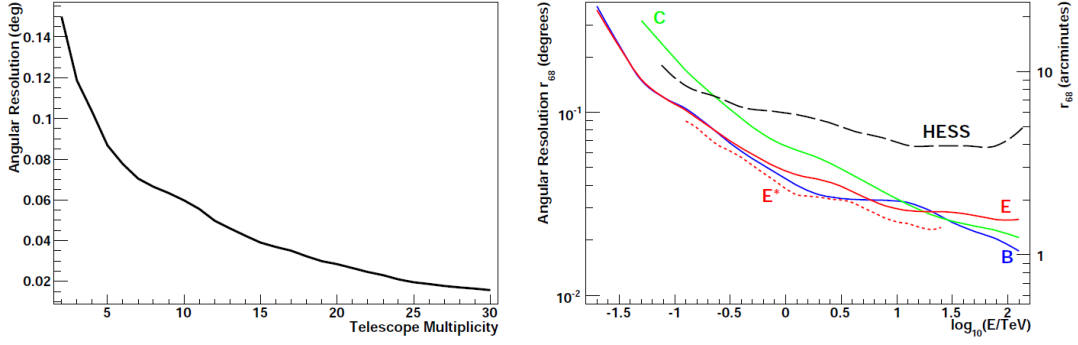 Angular Resolution (deg)
0.14
0.12
0.1
0.08
0.06
0.04
0.02
5
10
15
20
25
30
Telescope Multiplicity
Angular Resolution r68 (degrees)
10-1
10-2
C
HESS
E*
E
B
-1.5
-1
-0.5
0
0.5
1
1.5
2
log10(E/TeV)
10
1
r68 (arcminutes)